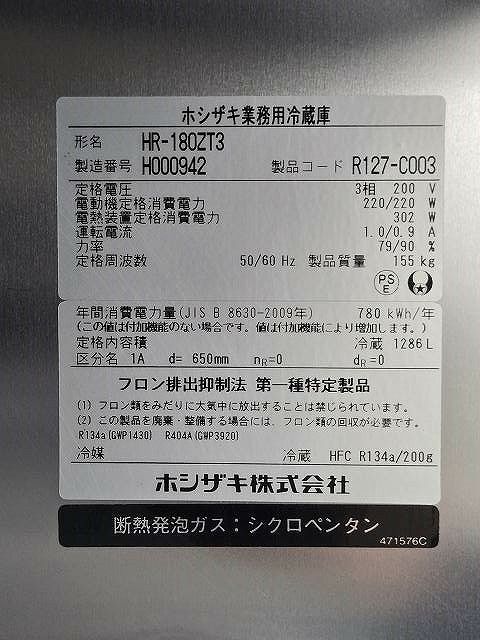 ホシザキ業務用冷蔵庫
形名 HR-180ZT3
製造番号 H000942 製品コード R127-C003
定格電圧 3相 200 V
電動機定格消費電力 220/220 W
電熱装置定格消費電力 302 W
運転電流 1.0/0.9 A
力率 79/90 %
定格周波数 50/60 Hz 製品質量 155 kg
PSE
年間消費電力量(JIS B 8630-2009年) 780 kWh/年
(この値は付加機能のない場合です。値は付加機能により増加します。)
定格内容積 冷蔵 1286 L
区分名 1A d= 650mm nR=0 dR=0
フロン排出抑制法 第一種特定製品
(1) フロン類をみだりに大気中に放出することは禁じられています。
(2) この製品を廃棄・整備する場合には、フロン類の回収が必要です。
R134a(GWP1430) R404A(GWP3920)
冷媒 冷蔵 HFC R134a/200g
ホシザキ株式会社
断熱発泡ガス：シクロペンタン
471576C